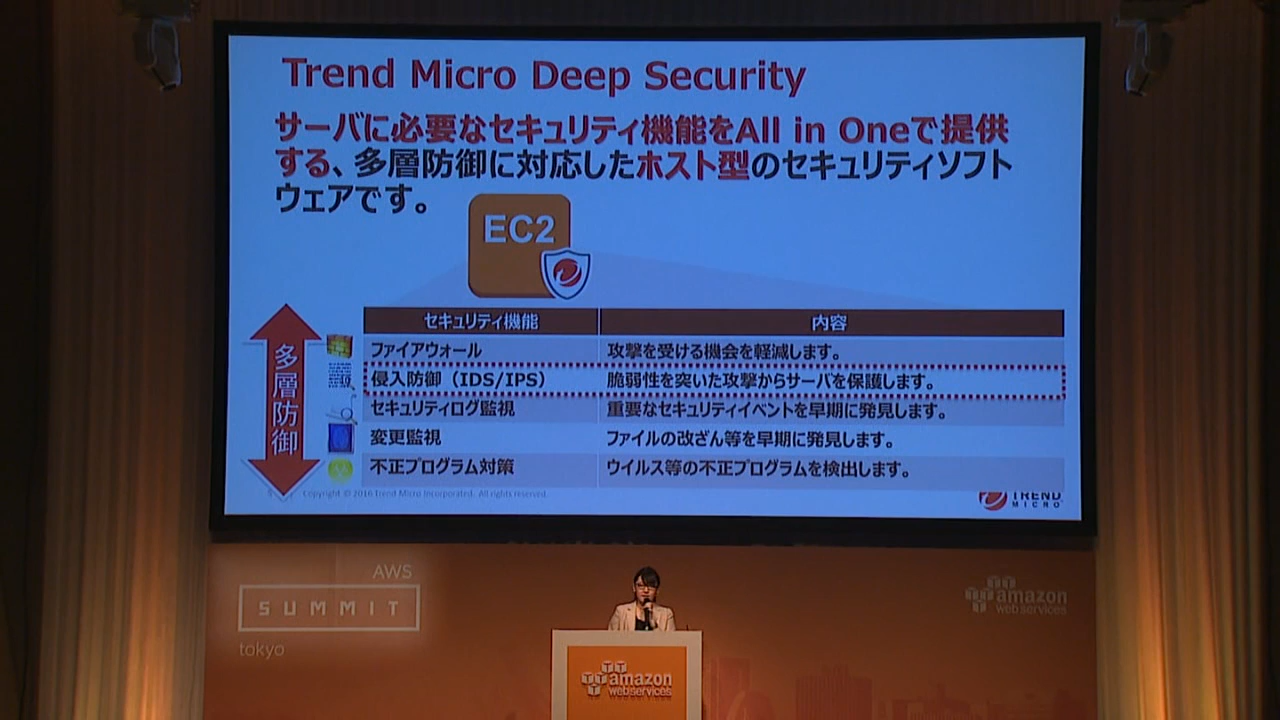 Trend Micro Deep Security
サーバに必要なセキュリティ機能をAll in Oneで提供
する、多層防御に対応したホスト型のセキュリティソフト
ウェアです。
EC2
多層防御
セキュリティ機能 内容
ファイアウォール 攻撃を受ける機会を軽減します。
侵入防御（IDS/IPS） 脆弱性を突いた攻撃からサーバを保護します。
セキュリティログ監視 重要なセキュリティイベントを早期に発見します。
変更監視 ファイルの改ざん等を早期に発見します。
不正プログラム対策 ウイルス等の不正プログラムを検出します。
Copyright © 2016 Trend Micro Incorporated. All rights reserved.
TREND
MICRO
AWS
SUMMIT
tokyo
amazon
web services
amazon
web services